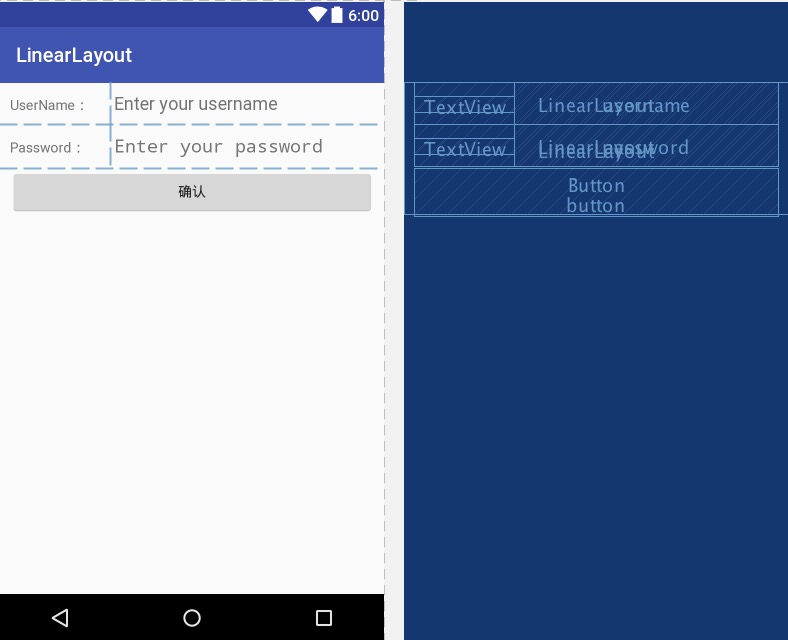 6:00
LinearLayout
UserName：
Enter your username
Password：
Enter your password
确认
TextView
LinearLayout
username
TextView
LinearLayout
password
LinearLayout
Button
button